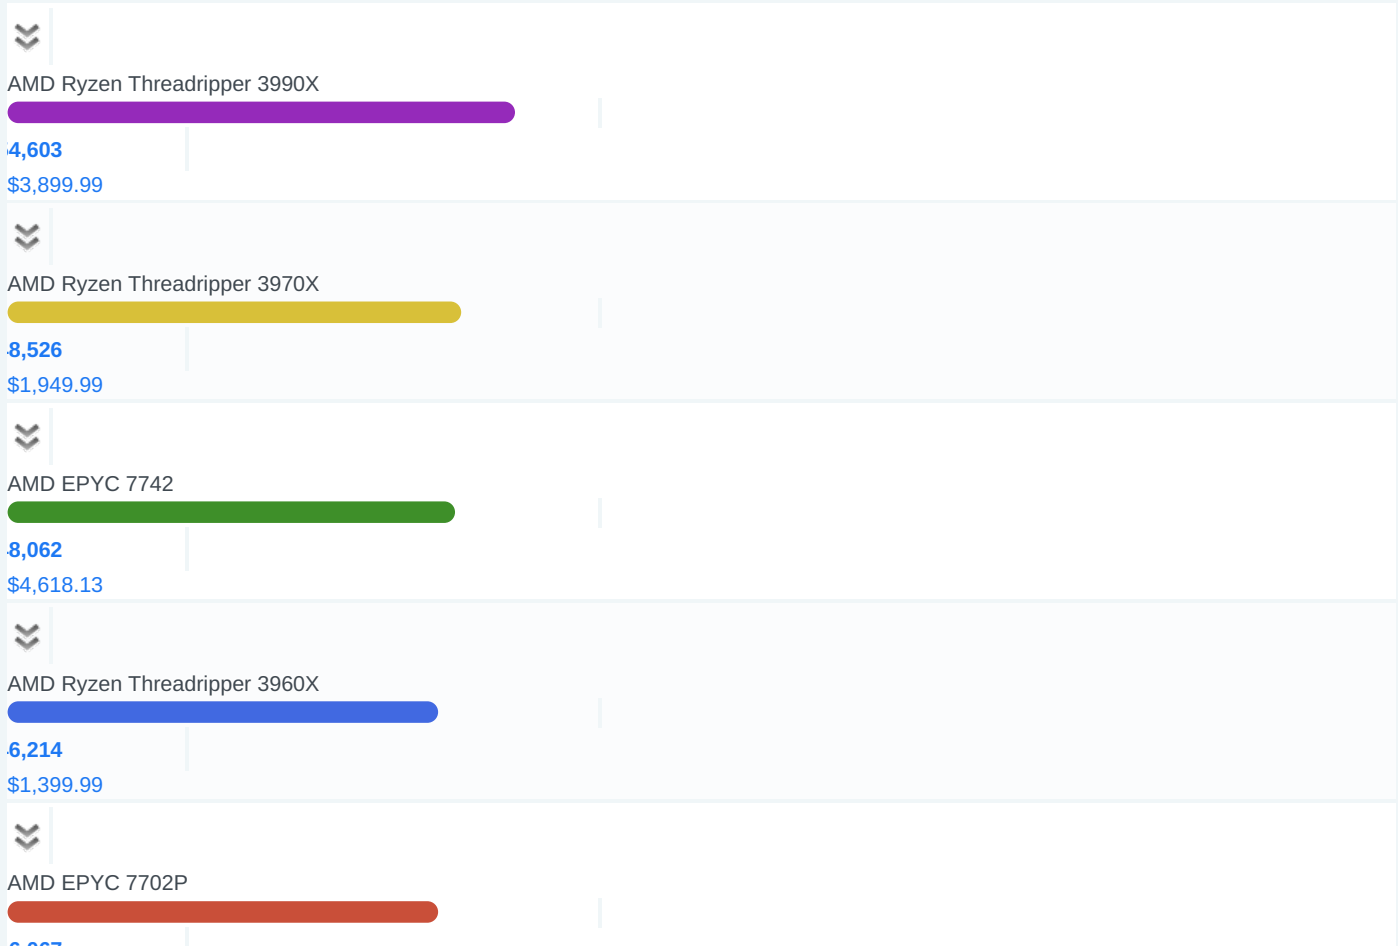 AMD Ryzen Threadripper 3990X
4,603
$3,899.99
AMD Ryzen Threadripper 3970X
8,526
$1,949.99
AMD EPYC 7742
8,062
$4,618.13
AMD Ryzen Threadripper 3960X
6,214
$1,399.99
AMD EPYC 7702P